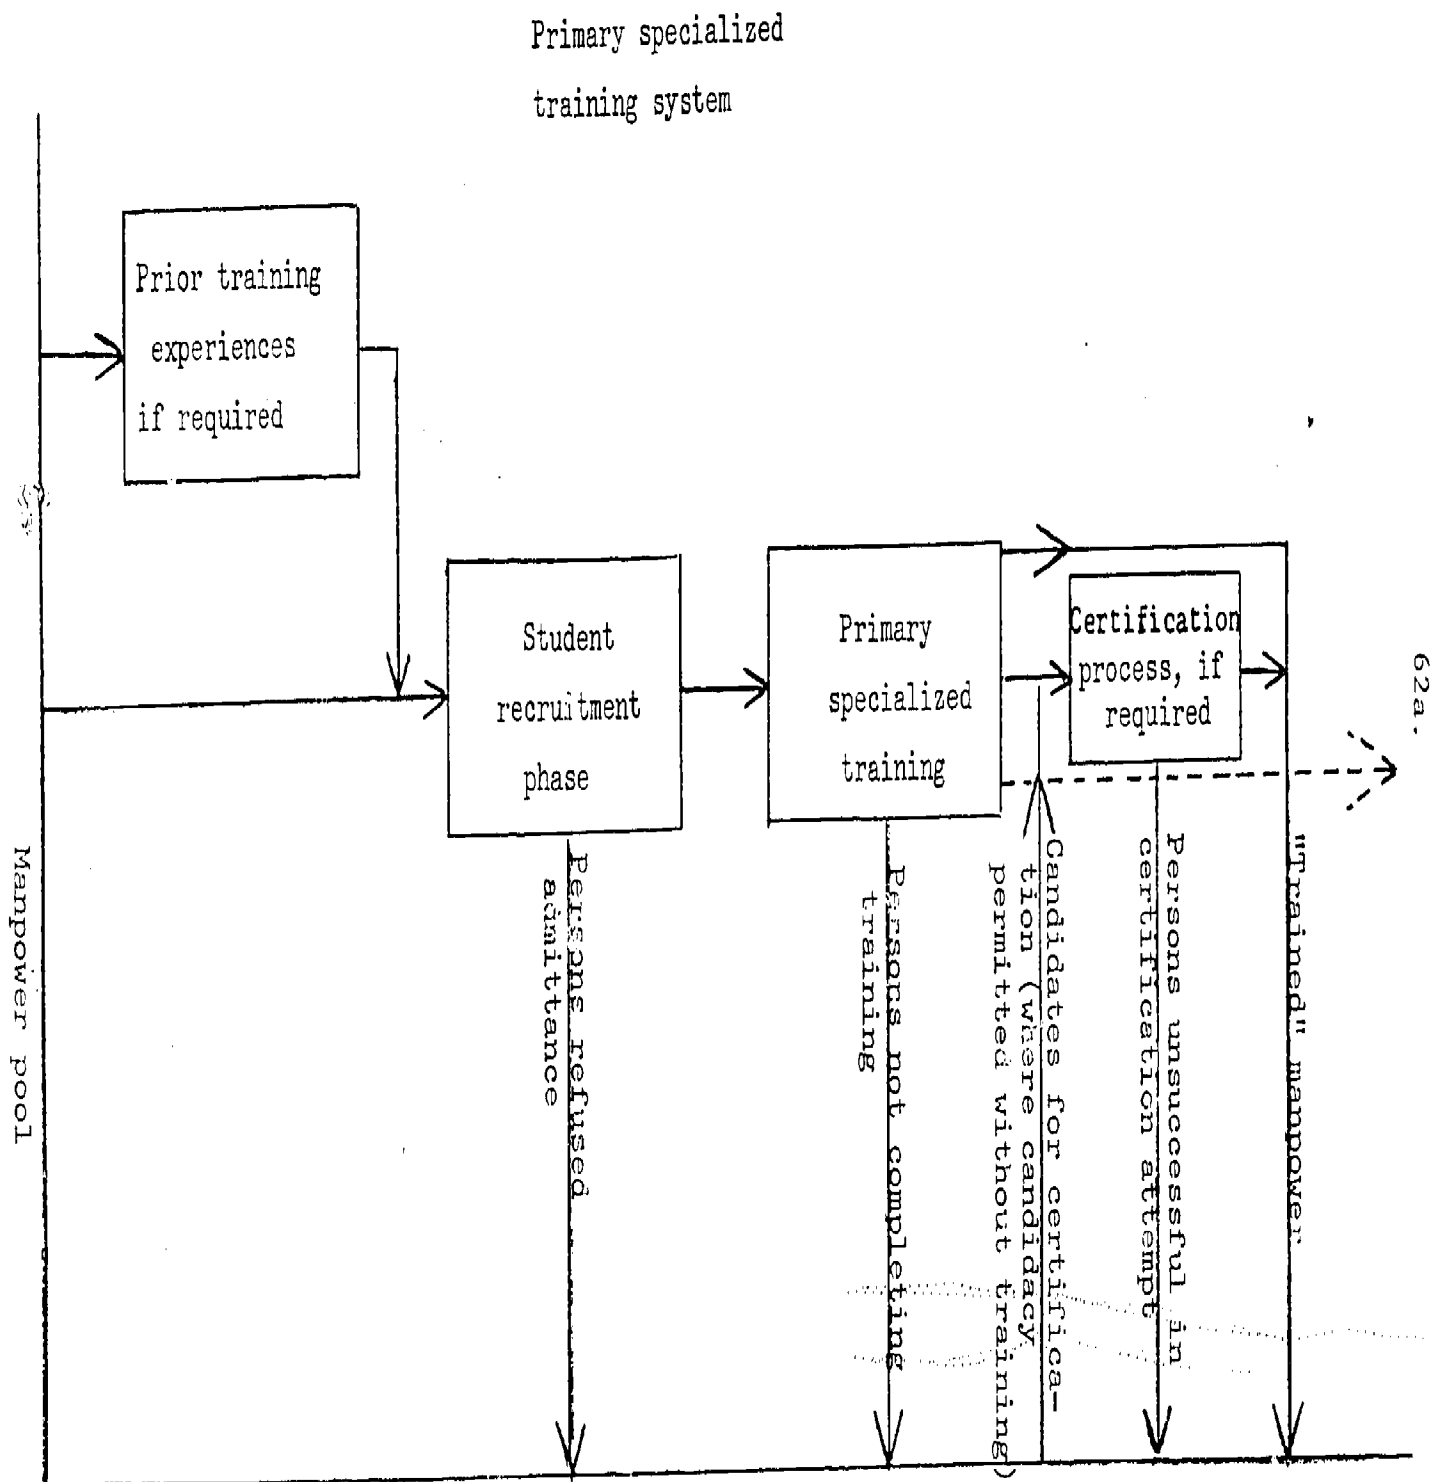 Primary specialized
training system
Prior training
experiences
if required
Student
recruitment
phase
Primary
specialized
training
Certification
process, if
required
62a.
Manpower pool
Persons refused
admittance
Persons not completing
training
Candidates for certifica-
tion (where candidacy
permitted without training)
Persons unsuccessful in
certification attempt
"Trained" manpower